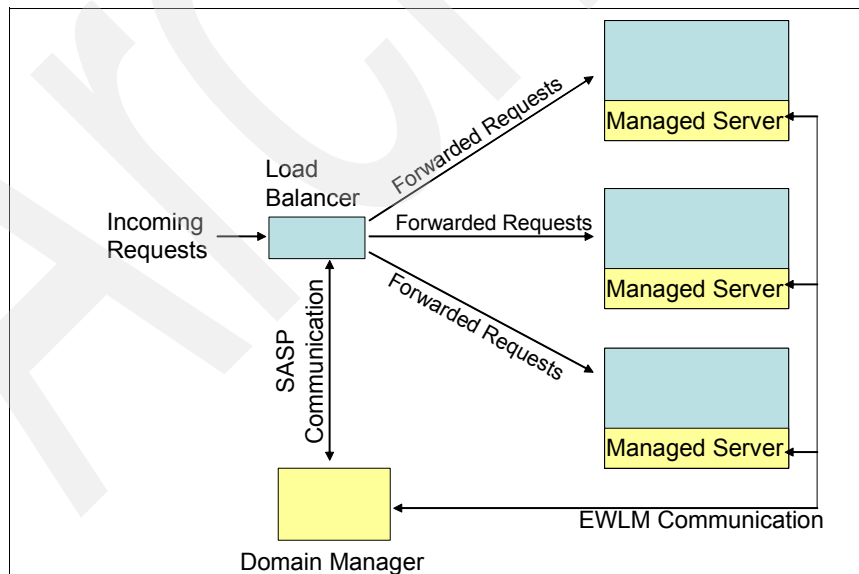 Managed Server
Forwarded Requests
Load
Balancer
Incoming
Requests
Forwarded Requests
Managed Server
Forwarded Requests
SASP
Communication
Managed Server
EWLM Communication
Domain Manager